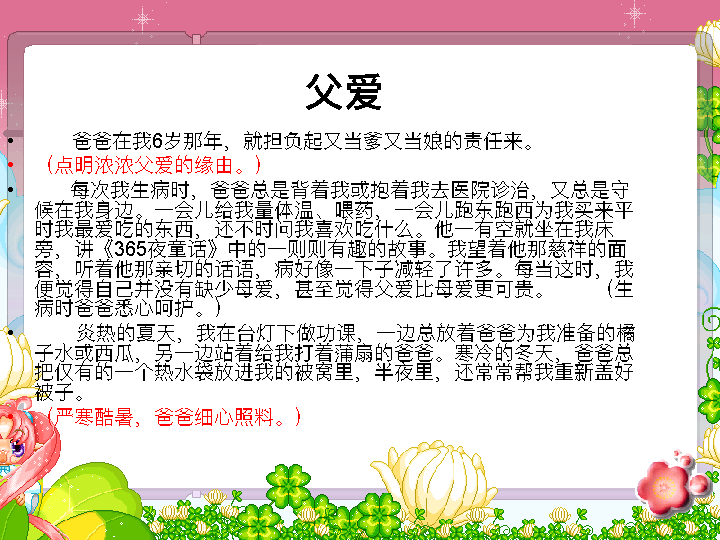 父爱
爸爸在我6岁那年，就担负起又当爹又当娘的责任来。
（点明浓浓父爱的缘由。）
每次我生病时，爸爸总是背着我或抱着我去医院诊治，又总是守
候在我身边。一会儿给我量体温、喂药，一会儿跑东跑西为我买来平
时我最爱吃的东西，还不时问我喜欢吃什么。他一有空就坐在我床
旁，讲《365夜童话》中的一则则有趣的故事。我望着他那慈祥的面
容，听着他那亲切的话语，病好像一下子减轻了许多。每当这时，我
便觉得自己并没有缺少母爱，甚至觉得父爱比母爱更可贵。 （生
病时爸爸悉心呵护。）
炎热的夏天，我在台灯下做功课，一边总放着爸爸为我准备的橘
子水或西瓜，另一边站着给我打着蒲扇的爸爸。寒冷的冬天，爸爸总
把仅有的一个热水袋放进我的被窝里，半夜里，还常常帮我重新盖好
被子。
（严寒酷暑，爸爸细心照料。）